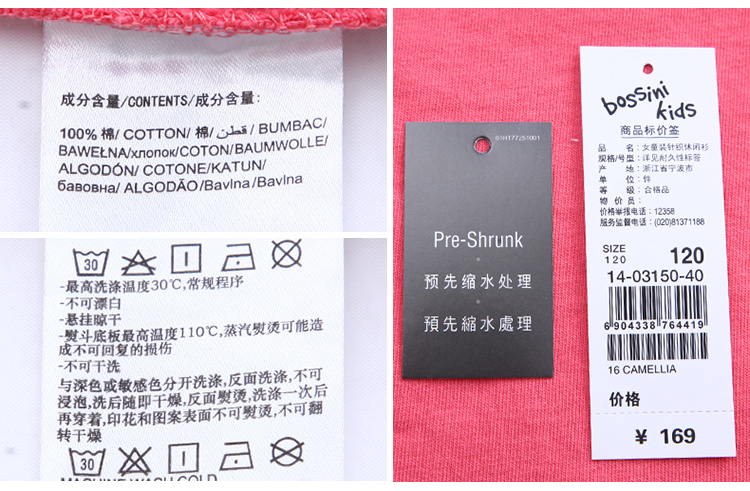 成分含量/CONTENTS/成分含量:
100% 棉/ COTTON/ 棉/ قطن/ BUMBAC/
BAWEŁNA/хлопок/COTON/BAUMWOLLE/
ALGODÓN/ COTONE/KATUN/
бавовна/ ALGODÃO/Bavlna/Bavlna
30
-最高洗涤温度30℃,常规程序
-不可漂白
-悬挂晾干
-熨斗底板最高温度110℃,蒸汽熨烫可能造
成不可回复的损伤
-不可干洗
与深色或敏感色分开洗涤,反面洗涤,不可
浸泡,洗后随即干燥,反面熨烫,洗涤一次后
再穿着,印花和图案表面不可熨烫,不可翻
转干燥
30
MACHINE WASH COLD
01HT77251001
Pre-Shrunk
预先缩水处理
預先縮水處理
bossini
kids
商品标价签
品 名: 女童装针织休闲衫
规格/号型: 详见耐久性标签
产 地: 浙江省宁波市
单 位: 件
等 级: 合格品
物 价 员:
价格举报电话: 12358
服务监督电话: (020)81371188
SIZE
120 120
14-03150-40
6 904338 764419
16 CAMELLIA
价格
¥ 169